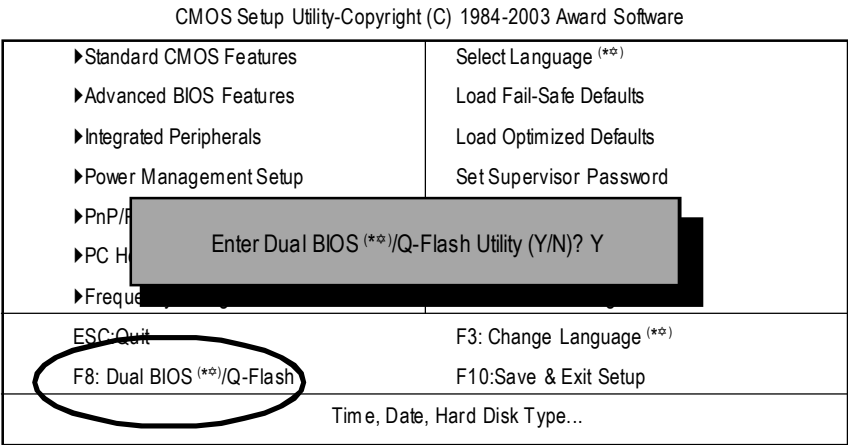 CMOS Setup Utility-Copyright (C) 1984-2003 Award Software
▶Standard CMOS Features Select Language (*✡)
▶Advanced BIOS Features Load Fail-Safe Defaults
▶Integrated Peripherals Load Optimized Defaults
▶Power Management Setup Set Supervisor Password
▶PnP/
Enter Dual BIOS (*✡)/Q-Flash Utility (Y/N)? Y
▶PC
ESC:Quit F3: Change Language (*✡)
F8: Dual BIOS (*✡)/Q-Flash F10:Save & Exit Setup
Time, Date, Hard Disk Type...